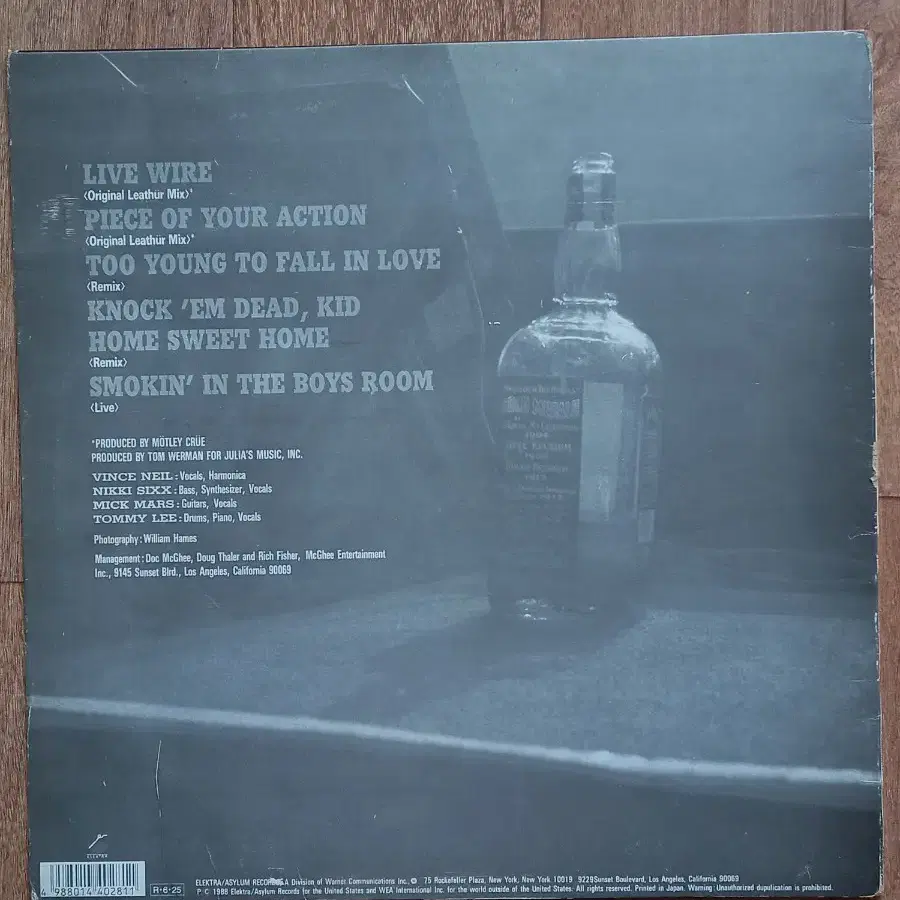 LIVE WIRE
〈Original Leathür Mix〉*
PIECE OF YOUR ACTION
〈Original Leathür Mix〉*
TOO YOUNG TO FALL IN LOVE
〈Remix〉
KNOCK 'EM DEAD, KID
HOME SWEET HOME
〈Remix〉
SMOKIN' IN THE BOYS ROOM
〈Live〉
*PRODUCED BY MÖTLEY CRÜE
PRODUCED BY TOM WERMAN FOR JULIA'S MUSIC, INC.
VINCE NEIL : Vocals, Harmonica
NIKKI SIXX : Bass, Synthesizer, Vocals
MICK MARS : Guitars, Vocals
TOMMY LEE : Drums, Piano, Vocals
Photography : William Hames
Management : Doc McGhee, Doug Thaler and Rich Fisher, McGhee Entertainment
Inc., 9145 Sunset Blrd., Los Angeles, California 90069
ELEKTRA
4 988014 402811
R-6-25
ELEKTRA/ASYLUM RECORDS A Division of Warner Communications Inc., 75 Rockefeller Plaza, New York, New York, 10019 9229 Sunset Boulevard, Los Angeles, California 90069
P C 1988 Elektra/Asylum Records for the United States and WEA International Inc. for the world outside of the United States. All rights reserved. Printed in Japan. Warning: Unauthorized dupulication is prohibited.